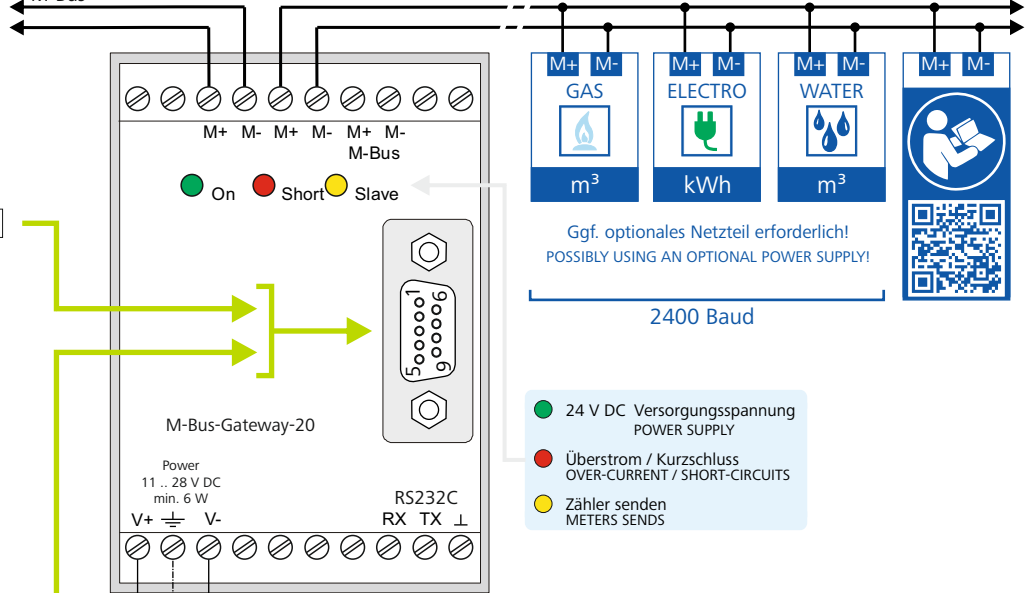 M-Bus
M+ M- M+ M- M+ M-
M-Bus
On Short Slave
1 6
5 9
M-Bus-Gateway-20
Power
11 .. 28 V DC
min. 6 W
V+ V-
RS232C
RX TX ⊥
M+ M- M+ M- M+ M- M+ M-
GAS ELECTRO WATER
m³ kWh m³
Ggf. optionales Netzteil erforderlich!
POSSIBLY USING AN OPTIONAL POWER SUPPLY!
2400 Baud
24 V DC Versorgungsspannung
POWER SUPPLY
Überstrom / Kurzschluss
OVER-CURRENT / SHORT-CIRCUITS
Zähler senden
METERS SENDS